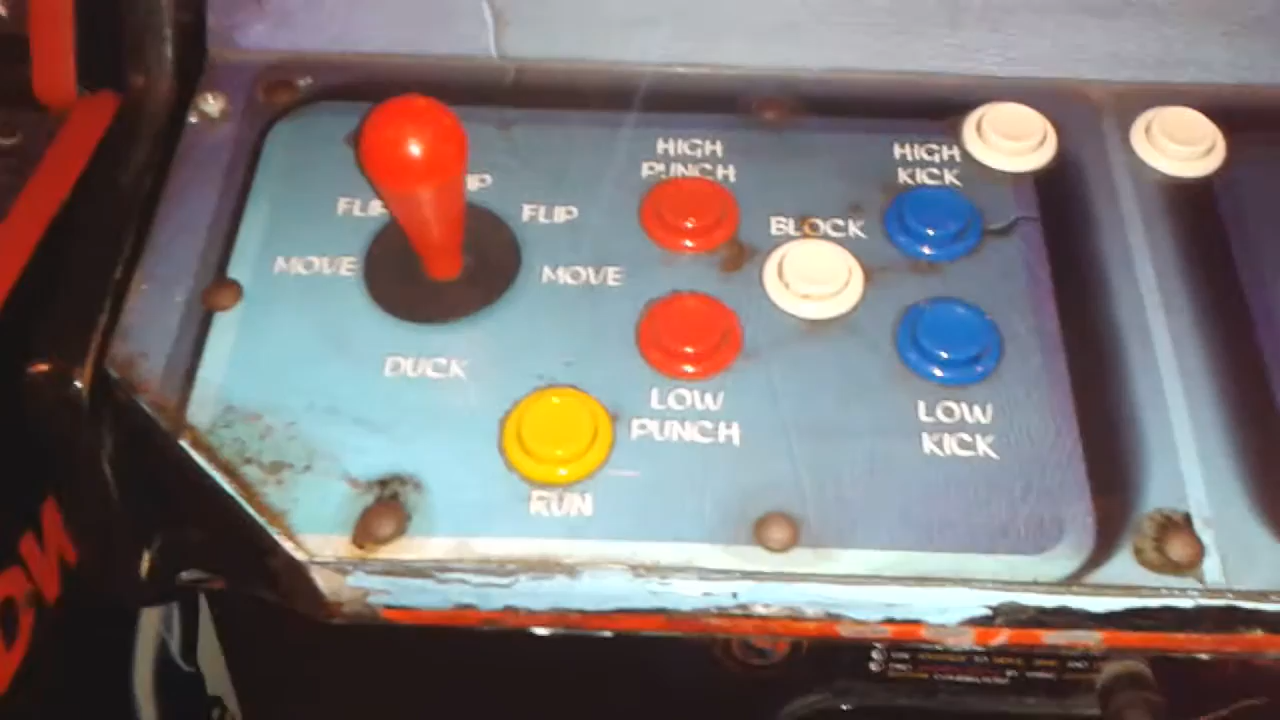 HIGH
PUNCH
HIGH
KICK
FLIP
FLIP
BLOCK
MOVE
MOVE
DUCK
LOW
PUNCH
LOW
KICK
RUN